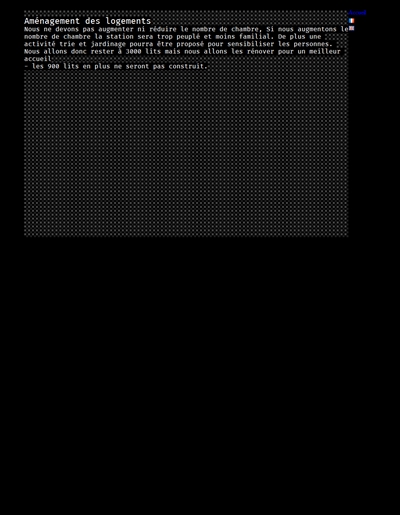 Aménagement des logements
Nous ne devons pas augmenter ni réduire le nombre de chambre, Si nous augmentons le
nombre de chambre la station sera trop peuplé et moins familial. De plus une
activité trie et jardinage pourra être proposé pour sensibiliser les personnes.
Nous allons donc rester à 3000 lits mais nous allons les rénover pour un meilleur
accueil
- les 900 lits en plus ne seront pas construit.